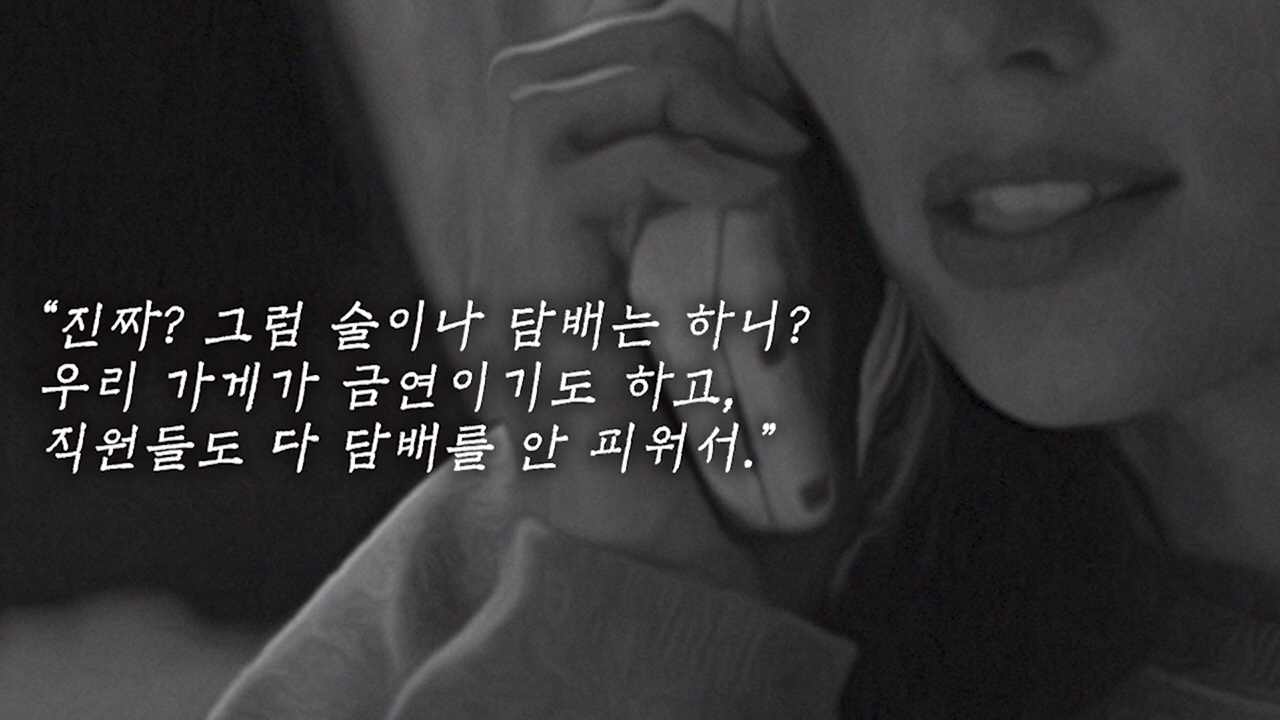 “진짜? 그럼 술이나 담배는 하니?
우리 가게가 금연이기도 하고,
직원들도 다 담배를 안 피워서.”